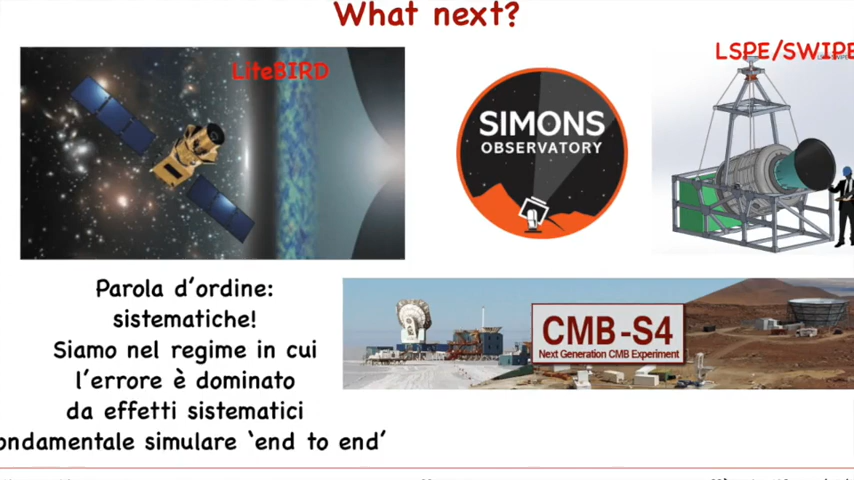 What next?
LiteBIRD
SIMONS
OBSERVATORY
LSPE/SWIPE
Parola d'ordine:
sistematiche!
Siamo nel regime in cui
l'errore è dominato
da effetti sistematici
ondamentale simulare 'end to end'
CMB-S4
Next Generation CMB Experiment